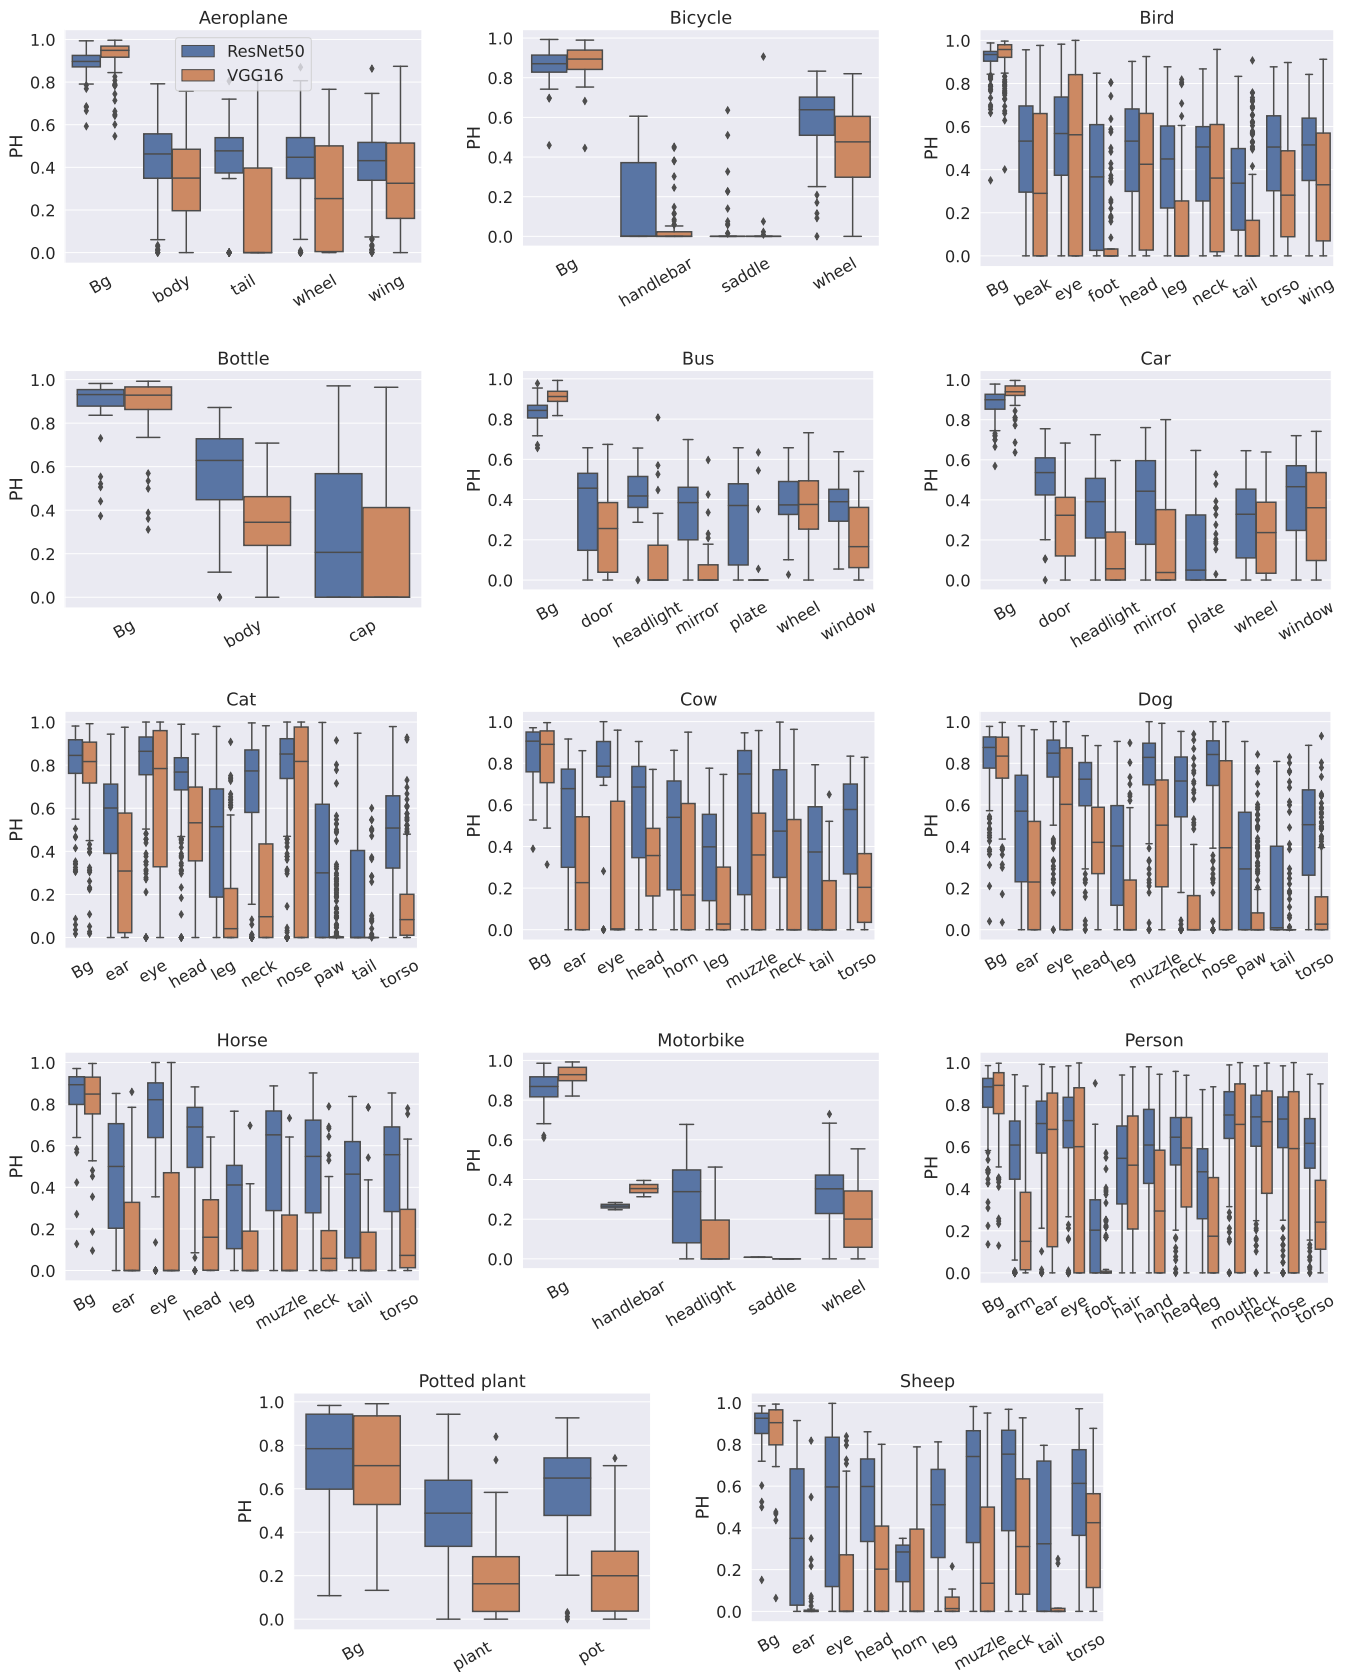 Aeroplane
PH
1.0
0.8
0.6
0.4
0.2
0.0
ResNet50
VGG16
Bg
body
tail
wheel
wing
Bicycle
PH
1.0
0.8
0.6
0.4
0.2
0.0
Bg
handlebar
saddle
wheel
Bird
PH
1.0
0.8
0.6
0.4
0.2
0.0
Bg
beak
eye
foot
head
leg
neck
tail
torso
wing
Bottle
PH
1.0
0.8
0.6
0.4
0.2
0.0
Bg
body
cap
Bus
PH
1.0
0.8
0.6
0.4
0.2
0.0
Bg
door
headlight
mirror
plate
wheel
window
Car
PH
1.0
0.8
0.6
0.4
0.2
0.0
Bg
door
headlight
mirror
plate
wheel
window
Cat
PH
1.0
0.8
0.6
0.4
0.2
0.0
Bg
ear
eye
head
leg
neck
nose
paw
tail
torso
Cow
PH
1.0
0.8
0.6
0.4
0.2
0.0
Bg
ear
eye
head
horn
leg
muzzle
neck
tail
torso
Dog
PH
1.0
0.8
0.6
0.4
0.2
0.0
Bg
ear
eye
head
leg
muzzle
neck
nose
paw
tail
torso
Horse
PH
1.0
0.8
0.6
0.4
0.2
0.0
Bg
ear
eye
head
leg
muzzle
neck
tail
torso
Motorbike
PH
1.0
0.8
0.6
0.4
0.2
0.0
Bg
handlebar
headlight
saddle
wheel
Person
PH
1.0
0.8
0.6
0.4
0.2
0.0
Bg
arm
ear
eye
foot
hair
hand
head
leg
mouth
neck
nose
torso
Potted plant
PH
1.0
0.8
0.6
0.4
0.2
0.0
Bg
plant
pot
Sheep
PH
1.0
0.8
0.6
0.4
0.2
0.0
Bg
ear
eye
head
horn
leg
muzzle
neck
tail
torso